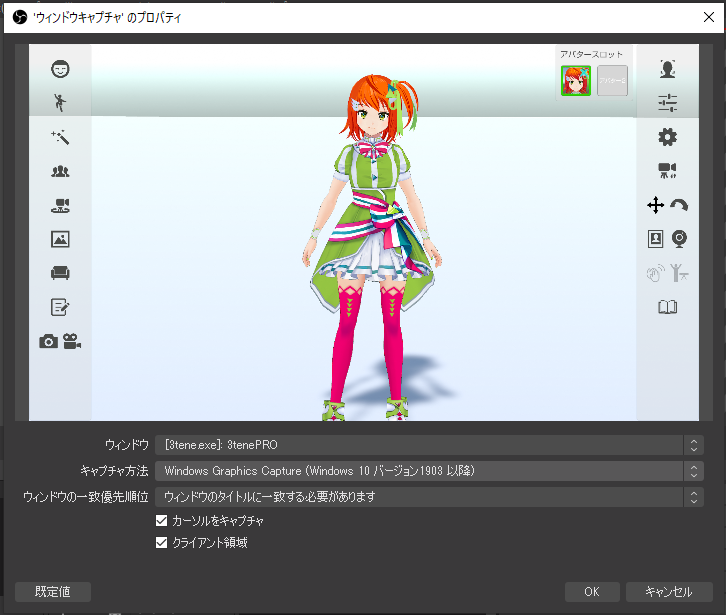 'ウィンドウキャプチャ' のプロパティ
アバタースロット
ウィンドウ
[3tene.exe]: 3tenePRO
キャプチャ方法
Windows Graphics Capture (Windows 10 バージョン1903 以降)
ウィンドウの一致優先順位
ウィンドウのタイトルに一致する必要があります
カーソルをキャプチャ
クライアント領域
既定値
OK
キャンセル